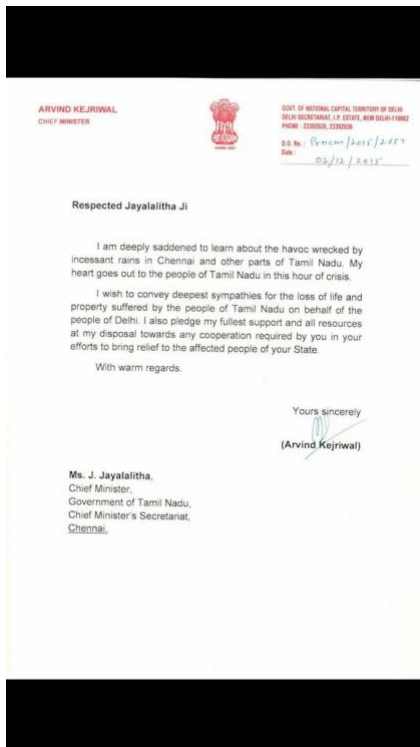 ARVIND KEJRIWAL
CHIEF MINISTER
GOVT. OF NATIONAL CAPITAL TERRITORY OF DELHI
DELHI SECRETARIAT, I.P. ESTATE, NEW DELHI-110002
PHONE : 23392020, 23392030
D.O. No. :
Date :
02/12/2015
Respected Jayalalitha Ji
I am deeply saddened to learn about the havoc wrecked by
incessant rains in Chennai and other parts of Tamil Nadu. My
heart goes out to the people of Tamil Nadu in this hour of crisis.
I wish to convey deepest sympathies for the loss of life and
property suffered by the people of Tamil Nadu on behalf of the
people of Delhi. I also pledge my fullest support and all resources
at my disposal towards any cooperation required by you in your
efforts to bring relief to the affected people of your State.
With warm regards.
Yours sincerely
(Arvind Kejriwal)
Ms. J. Jayalalitha,
Chief Minister,
Government of Tamil Nadu,
Chief Minister's Secretariat,
Chennai.